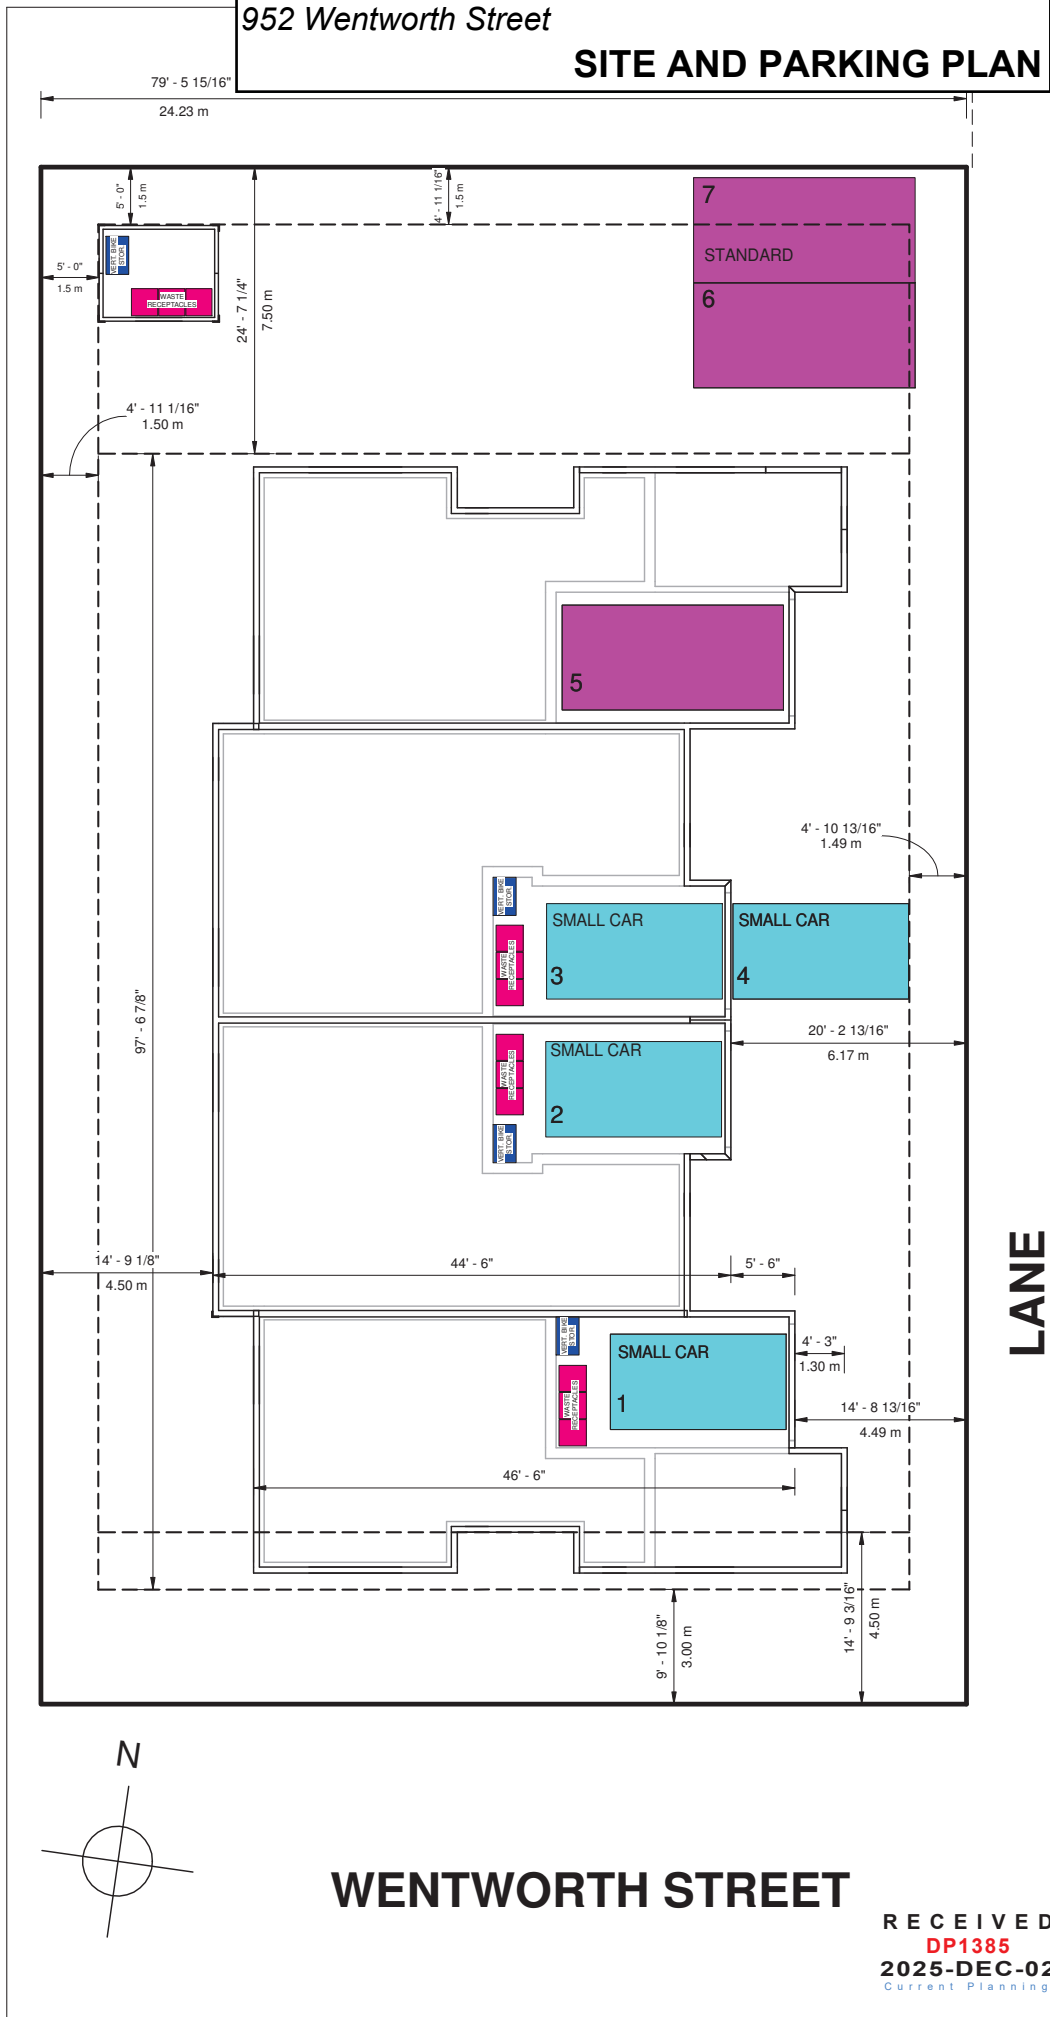 952 Wentworth Street
SITE AND PARKING PLAN
79' - 5 15/16"
24.23 m
5' - 0"
1.5 m
4' - 11 1/16"
1.5 m
7
STANDARD
6
VERT. BIKE
STOR.
WASTE
RECEPTACLES
5' - 0"
1.5 m
24' - 7 1/4"
7.50 m
4' - 11 1/16"
1.50 m
5
4' - 10 13/16"
1.49 m
VERT. BIKE
STOR.
WASTE
RECEPTACLES
SMALL CAR
3
SMALL CAR
4
97' - 6 7/8"
20' - 2 13/16"
6.17 m
WASTE
RECEPTACLES
SMALL CAR
2
VERT. BIKE
STOR.
14' - 9 1/8"
4.50 m
44' - 6"
5' - 6"
LANE
VERT. BIKE
STOR.
WASTE
RECEPTACLES
SMALL CAR
1
4' - 3"
1.30 m
14' - 8 13/16"
4.49 m
46' - 6"
9' - 10 1/8"
3.00 m
14' - 9 3/16"
4.50 m
N
WENTWORTH STREET
RECEIVED
DP1385
2025-DEC-02
Current Planning